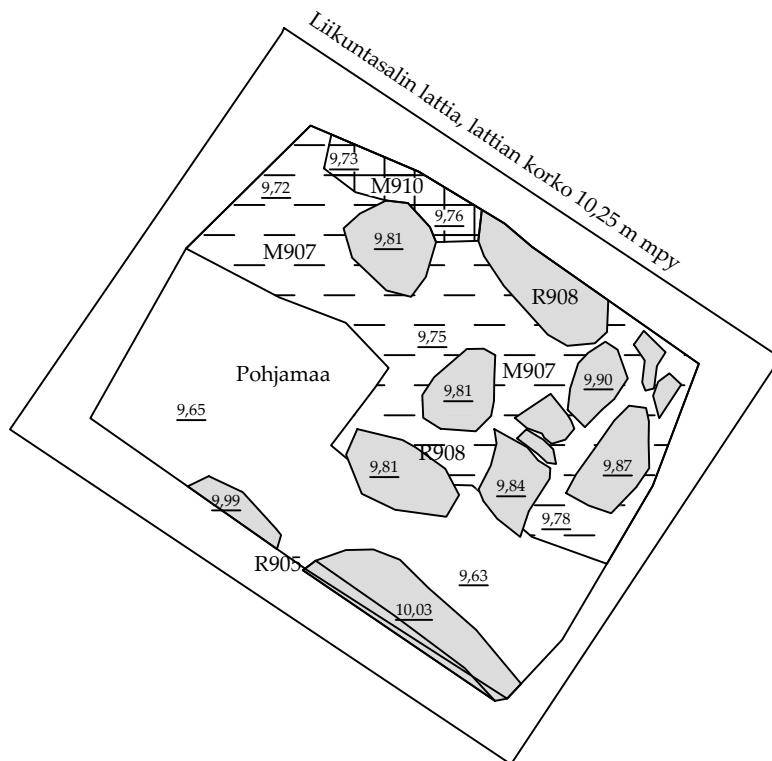 Liikuntasalin lattia, lattian korko 10,25 m mpy
9,73
9,72
M910
9,76
9,81
M907
R908
9,75
Pohjamaa
M907
9,90
9,81
9,65
R908
9,81
9,87
9,84
9,99
9,78
R905
9,63
10,03